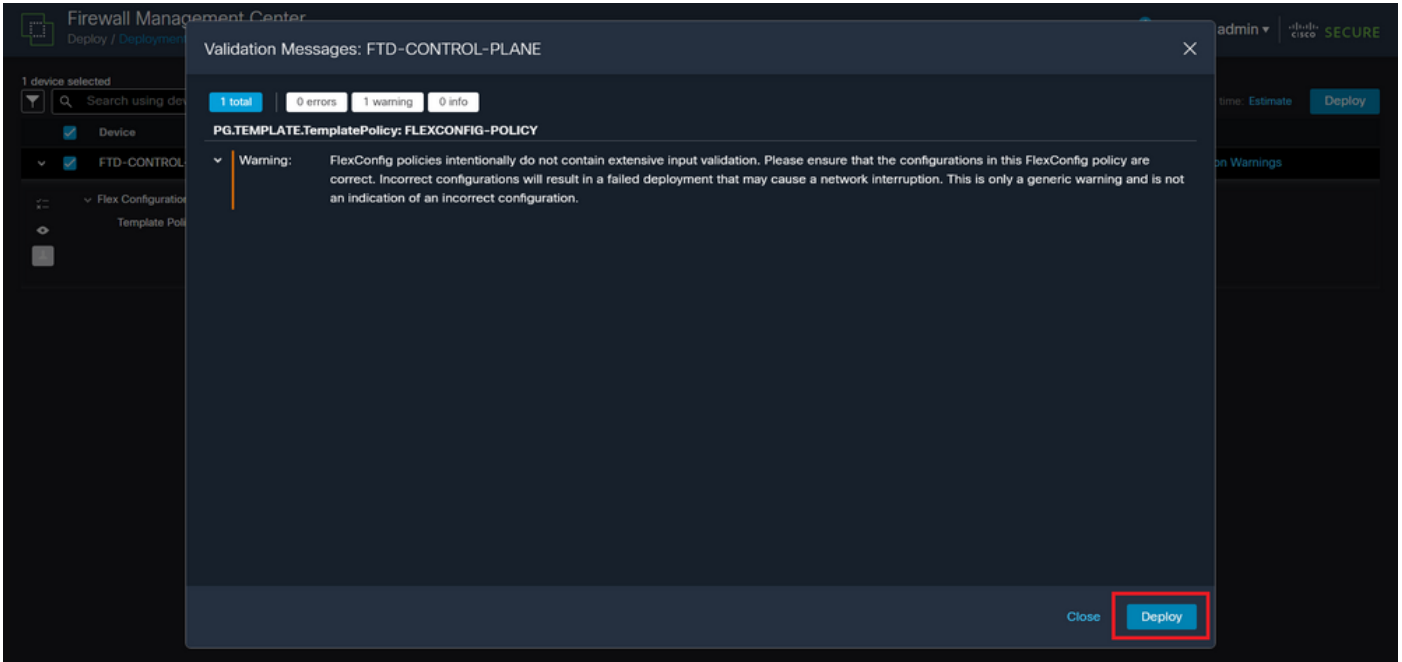 Firewall Management Center
Deploy / Deployment
admin
cisco SECURE
Validation Messages: FTD-CONTROL-PLANE
1 device selected
Search using
1 total
0 errors
1 warning
0 info
time: Estimate
Deploy
Device
PG.TEMPLATE.TemplatePolicy: FLEXCONFIG-POLICY
FTD-CONTROL-
Warning:
FlexConfig policies intentionally do not contain extensive input validation. Please ensure that the configurations in this FlexConfig policy are
correct. Incorrect configurations will result in a failed deployment that may cause a network interruption. This is only a generic warning and is not
an indication of an incorrect configuration.
Warnings
Flex Configuration
Template
Close
Deploy